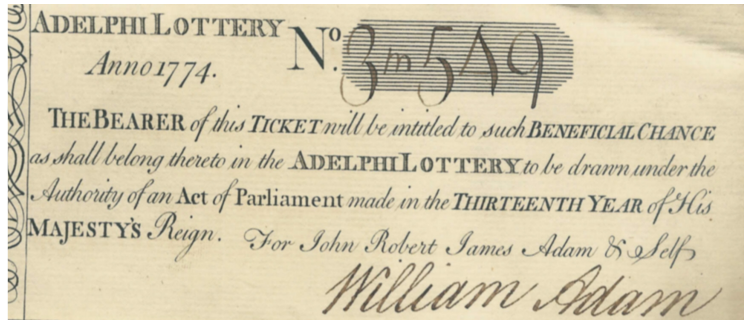 ADELPHI LOTTERY
Anno 1774.
Nº. 3m549
THE BEARER of this TICKET will be intitled to such BENEFICIAL CHANCE
as shall belong thereto in the ADELPHI LOTTERY to be drawn under the
Authority of an Act of Parliament made in the THIRTEENTH YEAR of His
MAJESTY'S Reign. For John Robert James Adam & Self
William Adam